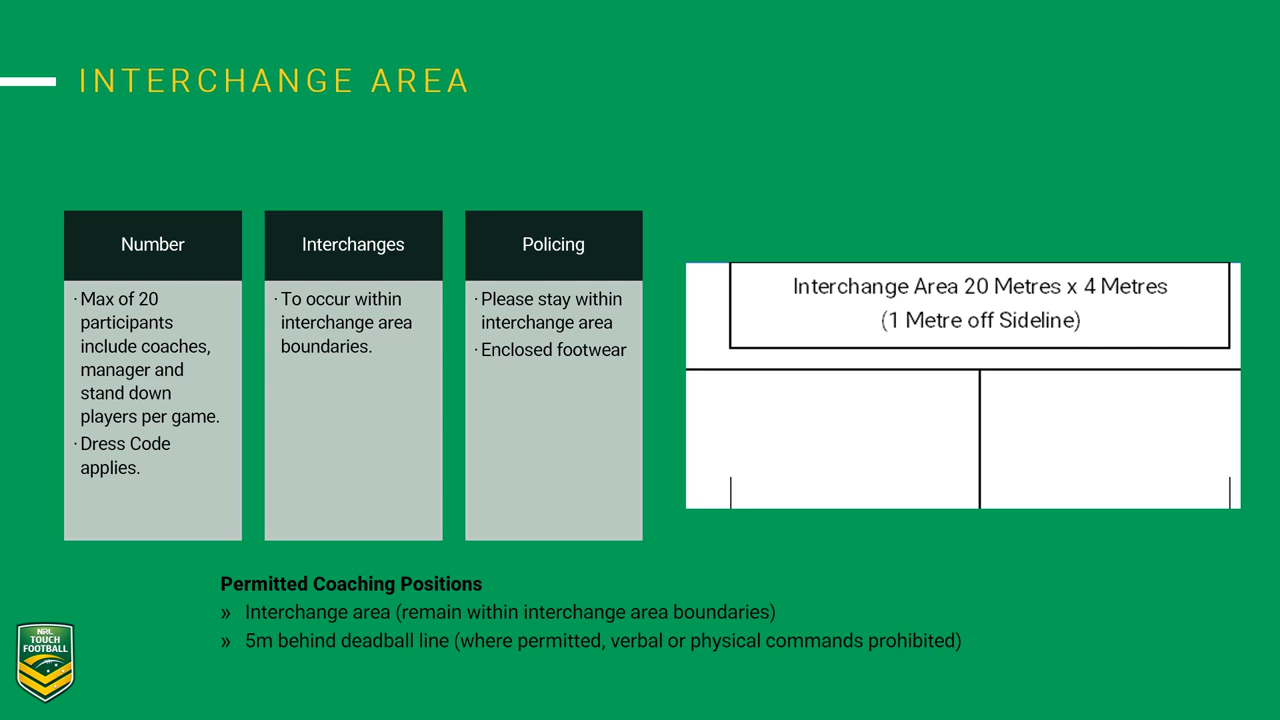 INTERCHANGE AREA
Number
· Max of 20
participants
include coaches,
manager and
stand down
players per game.
· Dress Code
applies.
Interchanges
· To occur within
interchange area
boundaries.
Policing
· Please stay within
interchange area
· Enclosed footwear
Interchange Area 20 Metres x 4 Metres
(1 Metre off Sideline)
Permitted Coaching Positions
» Interchange area (remain within interchange area boundaries)
» 5m behind deadball line (where permitted, verbal or physical commands prohibited)
NRL
TOUCH
FOOTBALL